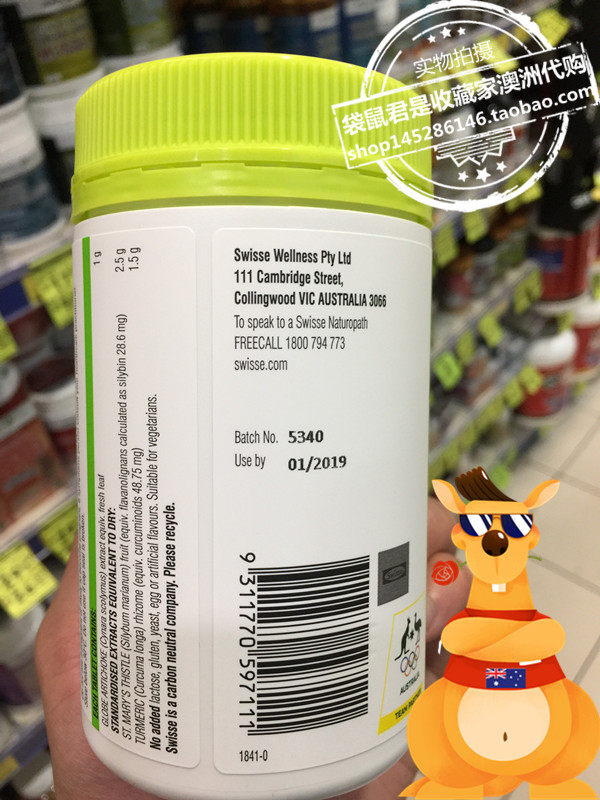 实物拍摄
袋鼠君是收藏家澳洲代购
shop145286146.taobao.com
Swisse Wellness Pty Ltd
111 Cambridge Street,
Collingwood VIC AUSTRALIA 3066
To speak to a Swisse Naturopath
FREECALL 1800 794 773
swisse.com
Batch No. 5340
Use by 01/2019
9 311770 597111
1841-0
AUSTRALIA
EACH TABLET CONTAINS:
GLOBE ARTICHOKE (Cynara scolymus) extract equiv. fresh leaf 1 g
STANDARDISED EXTRACTS EQUIVALENT TO DRY:
ST. MARY'S THISTLE (Silybum marianum) fruit (equiv. flavanolignans calculated as silybin 28.6 mg) 2.5 g
TURMERIC (Curcuma longa) rhizome (equiv. curcuminoids 48.75 mg) 1.5 g
No added lactose, gluten, yeast, egg or artificial flavours. Suitable for vegetarians.
Swisse is a carbon neutral company. Please recycle.